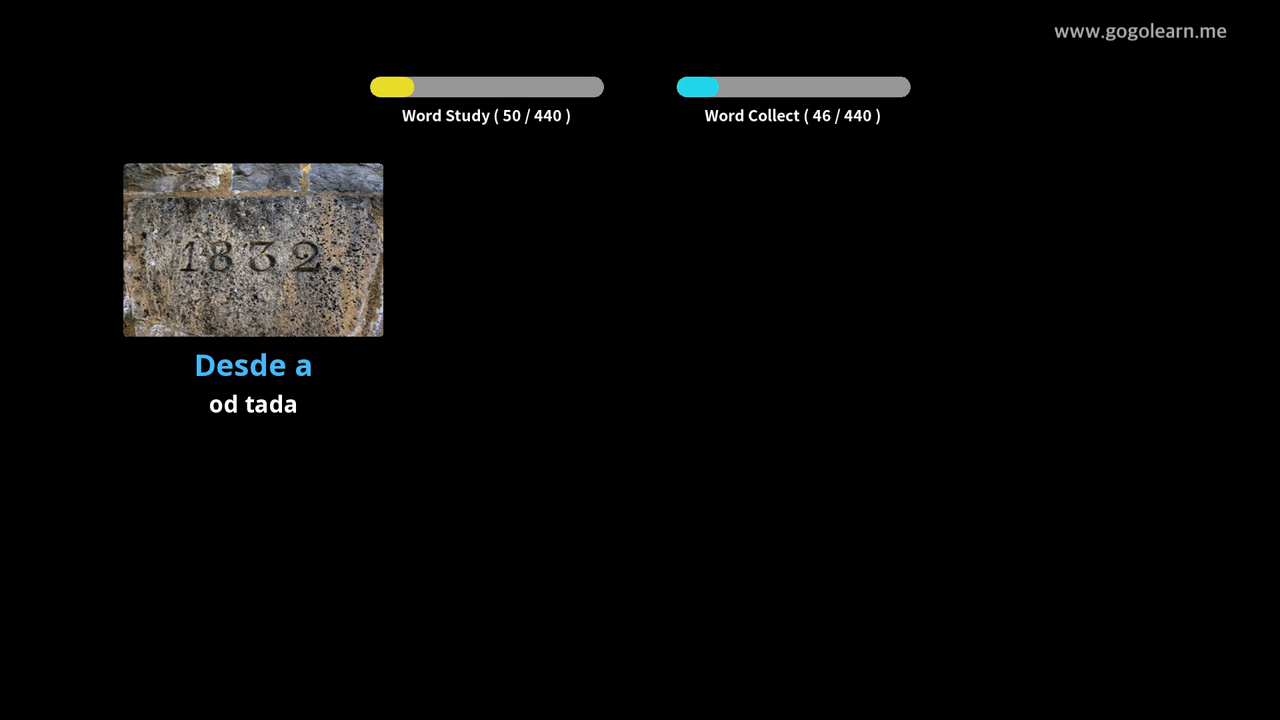 www.gogolearn.me
Word Study ( 50 / 440 )
Word Collect ( 46 / 440 )
1832.
Desde a
od tada